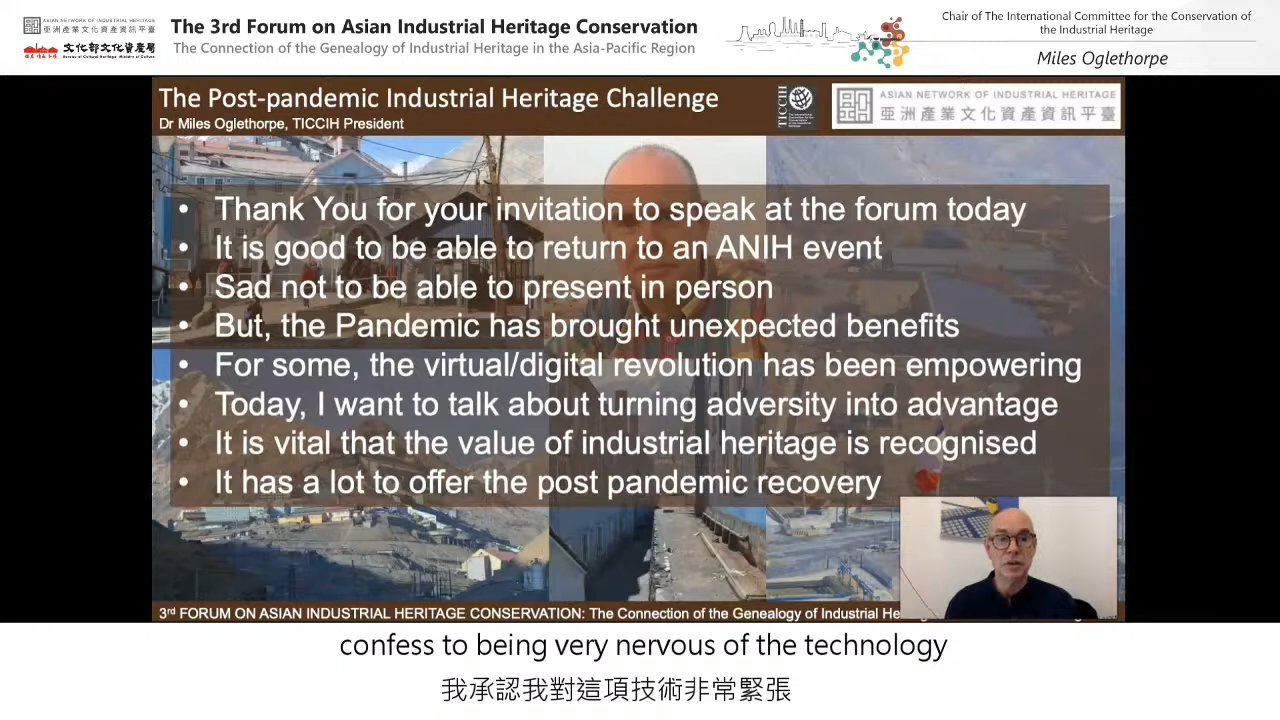 ASIAN NETWORK OF INDUSTRIAL HERITAGE
亞洲產業文化資產資訊平臺
文化部文化資產局
Bureau of Cultural Heritage, Ministry of Culture
The 3rd Forum on Asian Industrial Heritage Conservation
The Connection of the Genealogy of Industrial Heritage in the Asia-Pacific Region
Chair of The International Committee for the Conservation of
the Industrial Heritage
Miles Oglethorpe
The Post-pandemic Industrial Heritage Challenge
Dr Miles Oglethorpe, TICCIH President
TICCIH
ASIAN NETWORK OF INDUSTRIAL HERITAGE
亞洲產業文化資產資訊平臺
• Thank You for your invitation to speak at the forum today
• It is good to be able to return to an ANIH event
• Sad not to be able to present in person
• But, the Pandemic has brought unexpected benefits
• For some, the virtual/digital revolution has been empowering
• Today, I want to talk about turning adversity into advantage
• It is vital that the value of industrial heritage is recognised
• It has a lot to offer the post pandemic recovery
3rd FORUM ON ASIAN INDUSTRIAL HERITAGE CONSERVATION: The Connection of the Genealogy of Industrial He
confess to being very nervous of the technology
我承認我對這項技術非常緊張